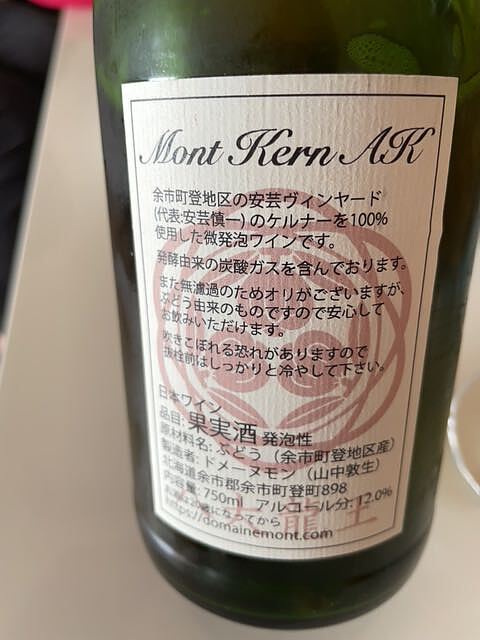 Mont Kern AK
余市町登地区の安芸ヴィンヤード
(代表:安芸慎一) のケルナーを100%
使用した微発泡ワインです。
発酵由来の炭酸ガスを含んでおります。
また無濾過のためオリがございますが、
ぶどう由来のものですので安心して
お飲みいただけます。
吹きこぼれる恐れがありますので
抜栓前はしっかりと冷やして下さい。
日本ワイン
品目: 果実酒 発泡性
原材料名: ぶどう（余市町登地区産）
製造者: ドメーヌモン（山中敦生）
北海道余市郡余市町登町898
内容量: 750ml アルコール分: 12.0%
になってから
https://domainemont.com
龍王